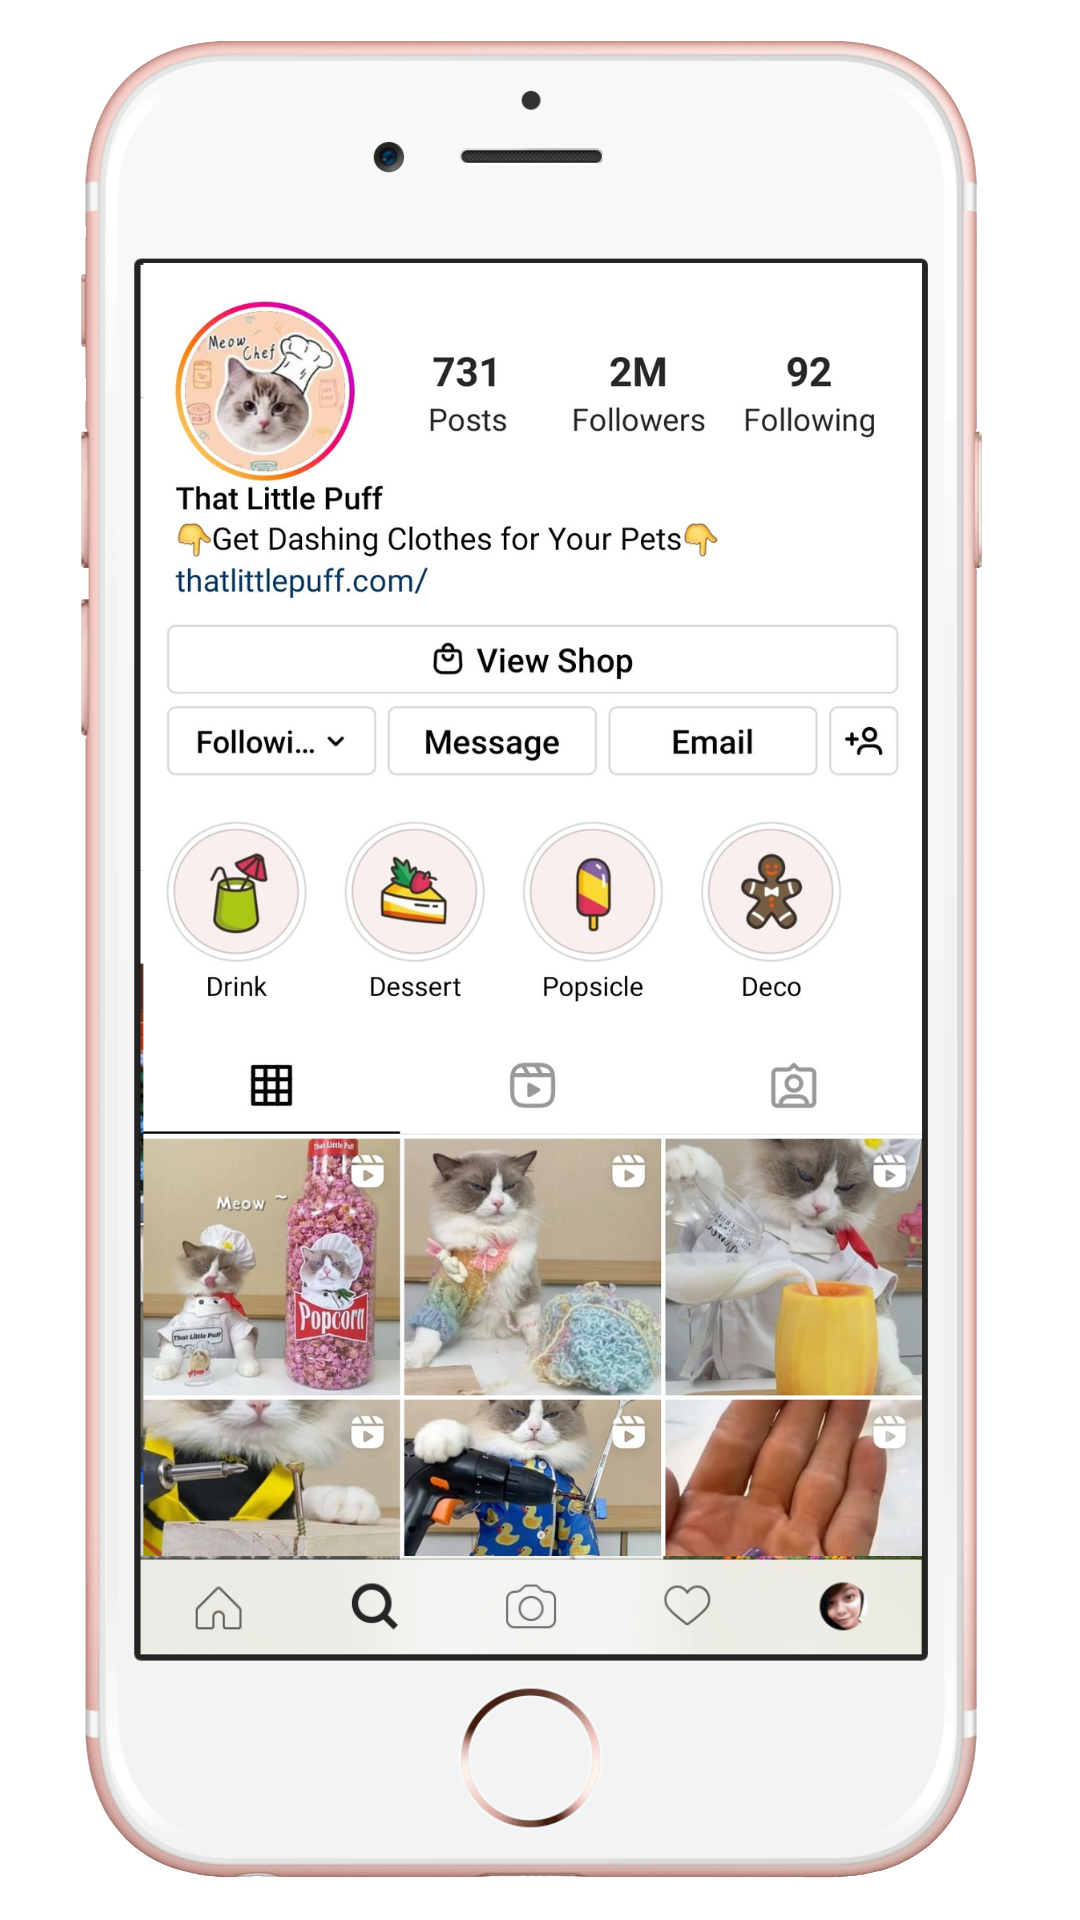 Meow
Chef
731
2M
92
Posts
Followers
Following
That Little Puff
👇Get Dashing Clothes for Your Pets👇
thatlittlepuff.com/
View Shop
Followi...
Message
Email
Drink
Dessert
Popsicle
Deco
That Little Puff
Meow ~
Popcorn
That Little Puff